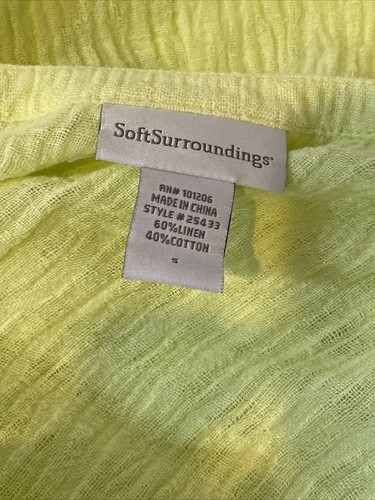 SoftSurroundings®
RN# 101206
MADE IN CHINA
STYLE # 25433
60%LINEN
40%COTTON
S